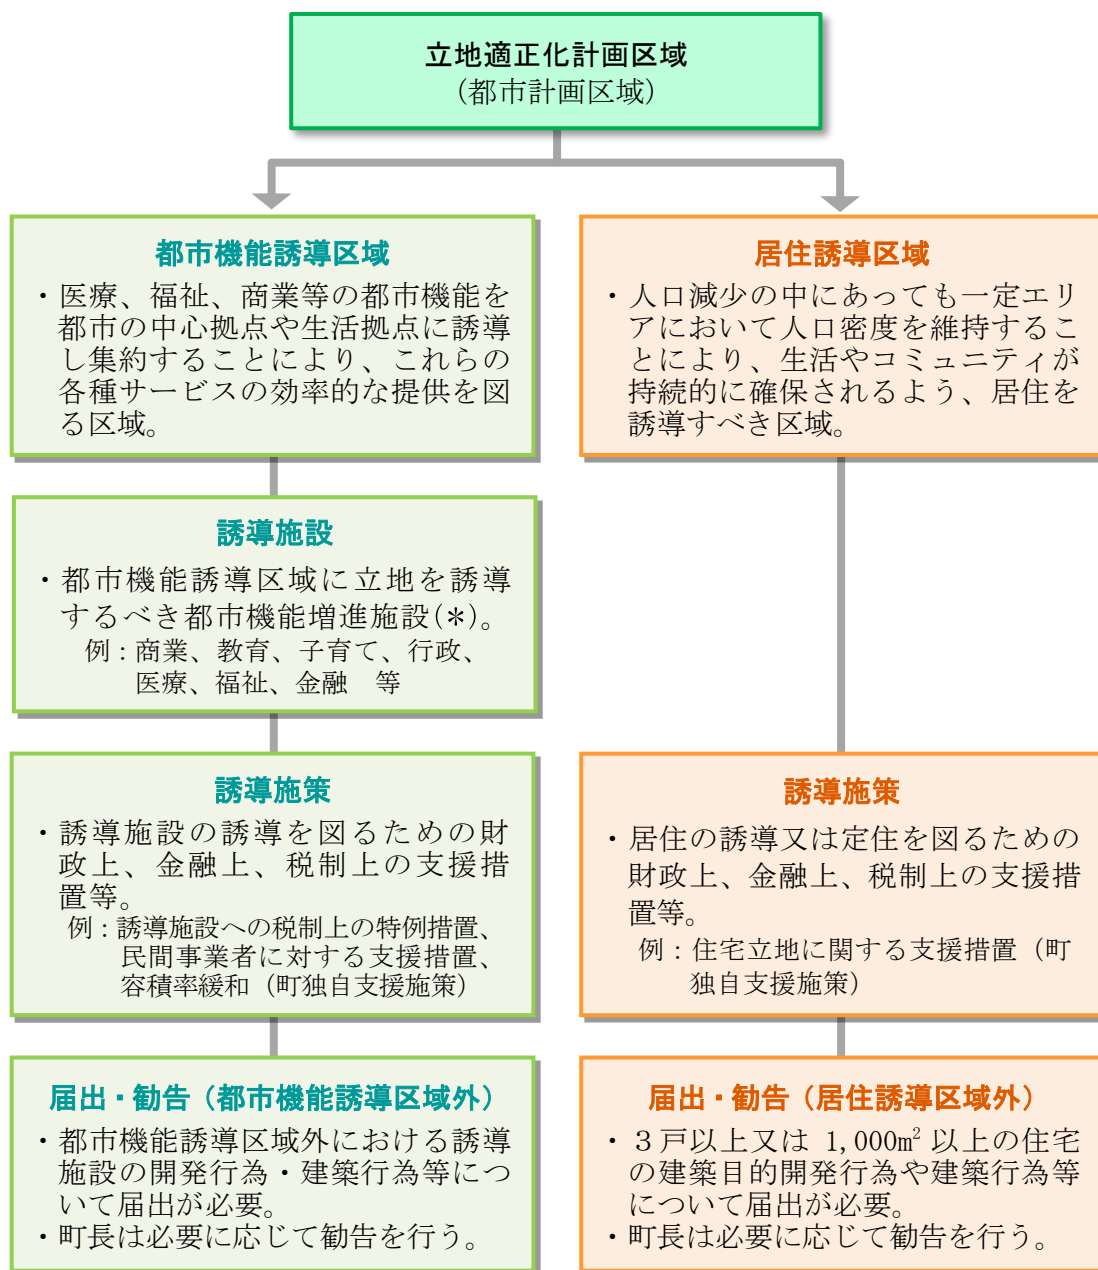 立地適正化計画区域
（都市計画区域）
都市機能誘導区域
・医療、福祉、商業等の都市機能を
都市の中心拠点や生活拠点に誘導
し集約することにより、これらの
各種サービスの効率的な提供を図
る区域。
誘導施設
・都市機能誘導区域に立地を誘導
するべき都市機能増進施設(＊)。
例：商業、教育、子育て、行政、
医療、福祉、金融　等
誘導施策
・誘導施設の誘導を図るための財
政上、金融上、税制上の支援措
置等。
例：誘導施設への税制上の特例措置、
民間事業者に対する支援措置、
容積率緩和（町独自支援施策）
届出・勧告（都市機能誘導区域外）
・都市機能誘導区域外における誘導
施設の開発行為・建築行為等につ
いて届出が必要。
・町長は必要に応じて勧告を行う。
居住誘導区域
・人口減少の中にあっても一定エリ
アにおいて人口密度を維持するこ
とにより、生活やコミュニティが
持続的に確保されるよう、居住を
誘導すべき区域。
誘導施策
・居住の誘導又は定住を図るための
財政上、金融上、税制上の支援措
置等。
例：住宅立地に関する支援措置（町
独自支援施策）
届出・勧告（居住誘導区域外）
・３戸以上又は 1,000m² 以上の住宅
の建築目的開発行為や建築行為等
について届出が必要。
・町長は必要に応じて勧告を行う。